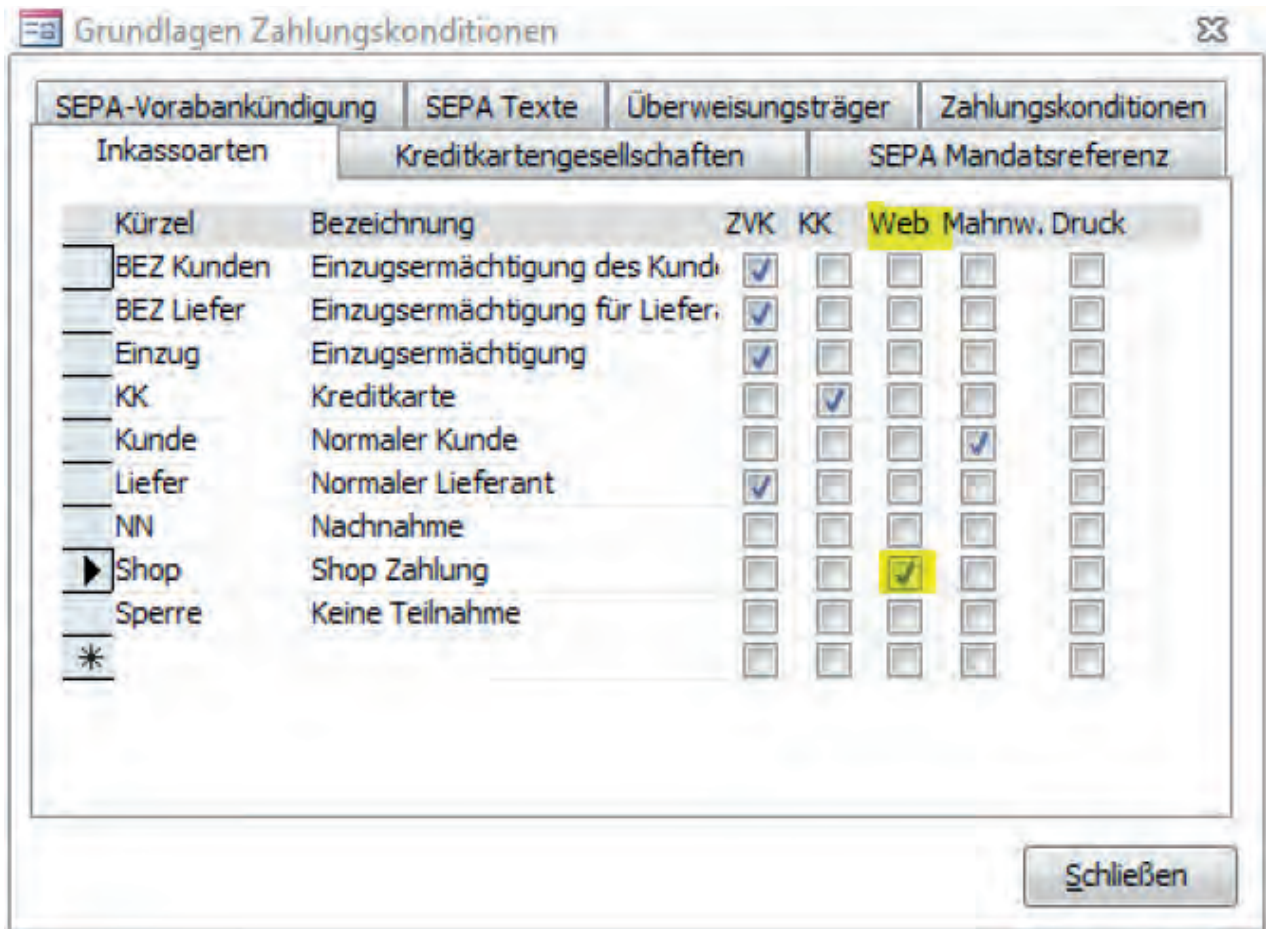 Grundlagen Zahlungskonditionen
SEPA-Vorabankündigung SEPA Texte Überweisungsträger Zahlungskonditionen
Inkassoarten Kreditkartengesellschaften SEPA Mandatsreferenz
Kürzel Bezeichnung ZVK KK Web Mahnw. Druck
BEZ Kunden Einzugsermächtigung des Kund
BEZ Liefer Einzugsermächtigung für Liefer
Einzug Einzugsermächtigung
KK Kreditkarte
Kunde Normaler Kunde
Liefer Normaler Lieferant
NN Nachnahme
Shop Shop Zahlung
Sperre Keine Teilnahme
Schließen